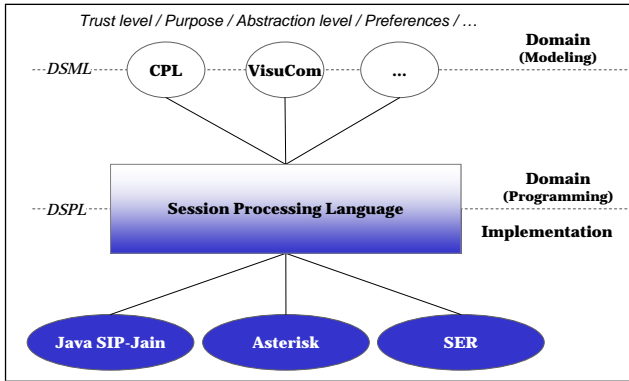 Trust level / Purpose / Abstraction level / Preferences / …
Domain
(Modeling)
DSML
CPL
VisuCom
...
Domain
(Programming)
DSPL
Session Processing Language
Implementation
Java SIP-Jain
Asterisk
SER